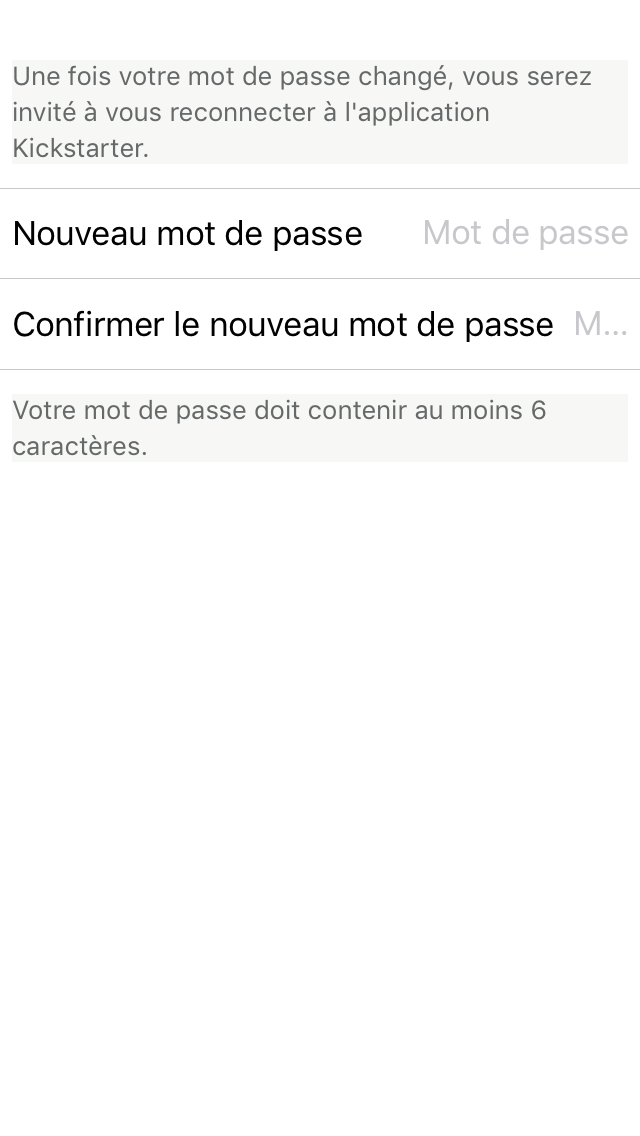 Une fois votre mot de passe changé, vous serez
invité à vous reconnecter à l'application
Kickstarter.
Nouveau mot de passe Mot de passe
Confirmer le nouveau mot de passe M...
Votre mot de passe doit contenir au moins 6
caractères.